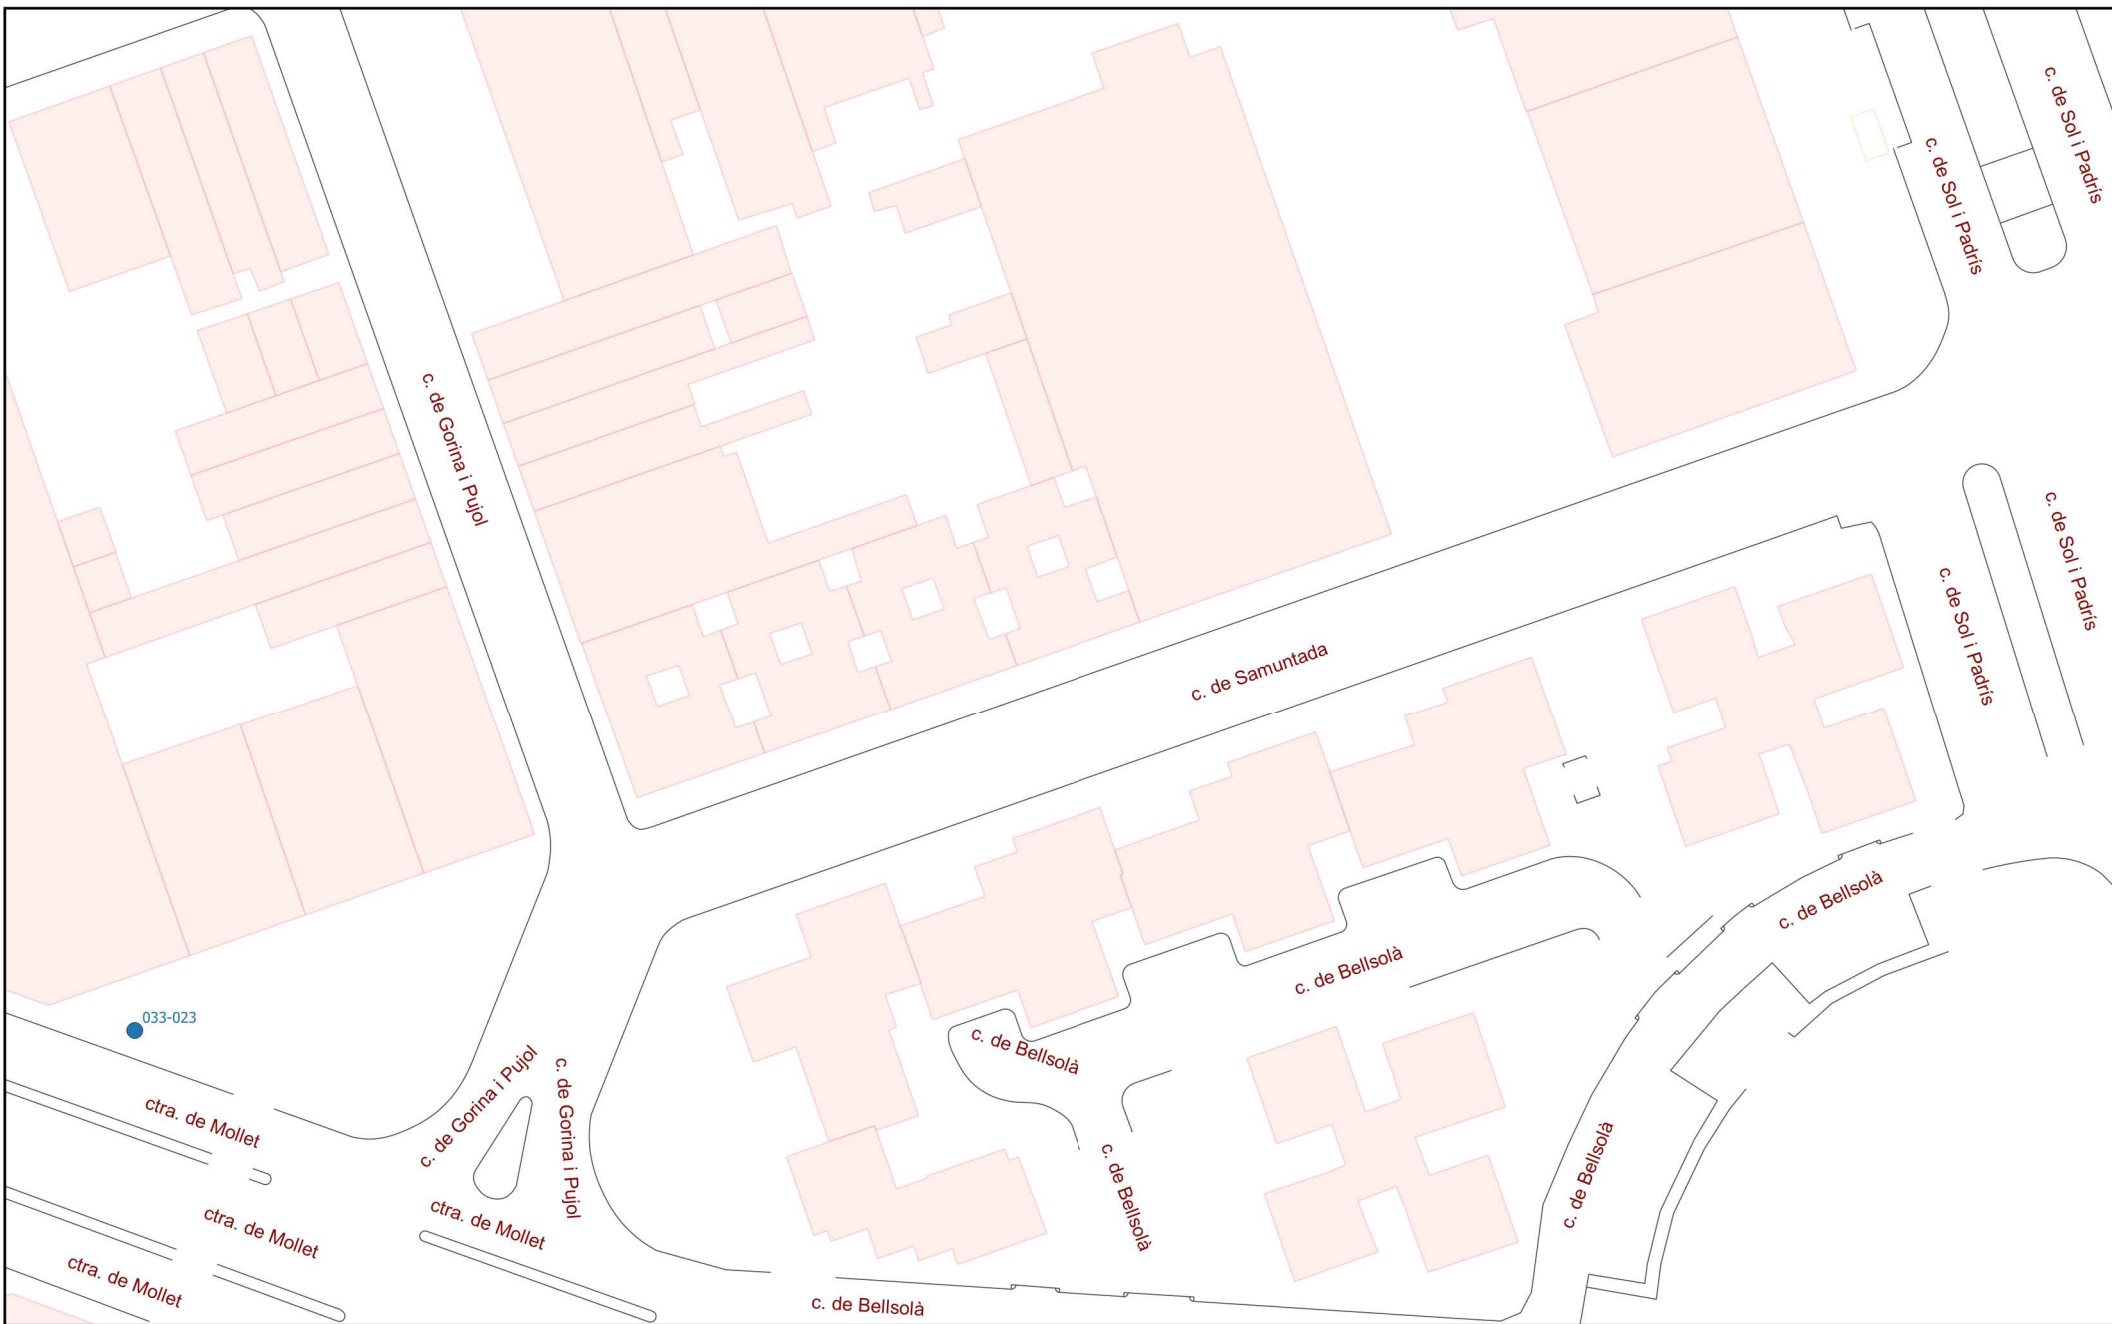 c. de Sol i Padrís
c. de Sol i Padrís
c. de Gorina i Pujol
c. de Sol i Padrís
c. de Sol i Padrís
c. de Samuntada
c. de Bellsolà
c. de Bellsolà
033-023
c. de Bellsolà
c. de Gorina i Pujol
c. de Gorina i Pujol
ctra. de Mollet
c. de Bellsolà
c. de Bellsolà
ctra. de Mollet
ctra. de Mollet
ctra. de Mollet
c. de Bellsolà